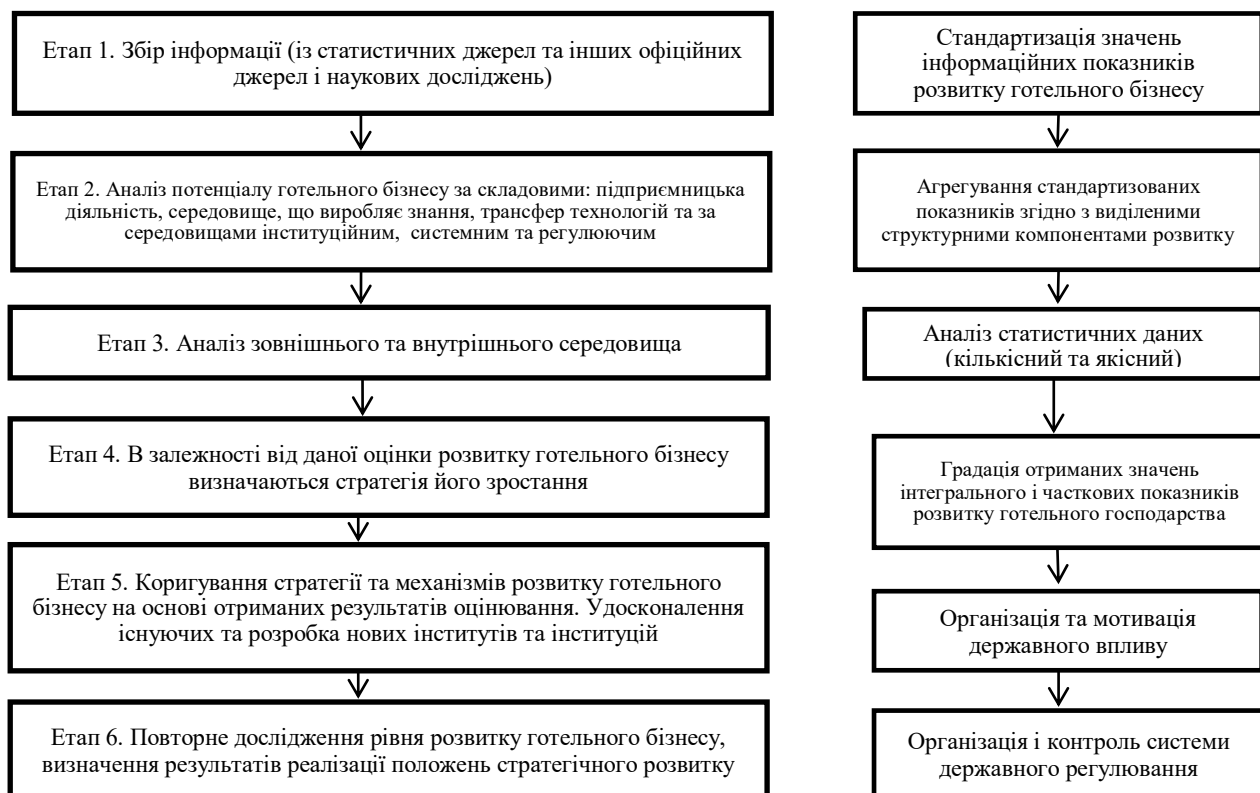 Етап 1. Збір інформації (із статистичних джерел та інших офіційних
джерел і наукових досліджень)
Етап 2. Аналіз потенціалу готельного бізнесу за складовими: підприємницька
діяльність, середовище, що виробляє знання, трансфер технологій та за
середовищами інституційним, системним та регулюючим
Етап 3. Аналіз зовнішнього та внутрішнього середовища
Етап 4. В залежності від даної оцінки розвитку готельного бізнесу
визначаються стратегія його зростання
Етап 5. Коригування стратегії та механізмів розвитку готельного
бізнесу на основі отриманих результатів оцінювання. Удосконалення
існуючих та розробка нових інститутів та інституцій
Етап 6. Повторне дослідження рівня розвитку готельного бізнесу,
визначення результатів реалізації положень стратегічного розвитку
Стандартизація значень
інформаційних показників
розвитку готельного бізнесу
Агрегування стандартизованих
показників згідно з виділеними
структурними компонентами розвитку
Аналіз статистичних даних
(кількісний та якісний)
Градація отриманих значень
інтегрального і часткових показників
розвитку готельного господарства
Організація та мотивація
державного впливу
Організація і контроль системи
державного регулювання